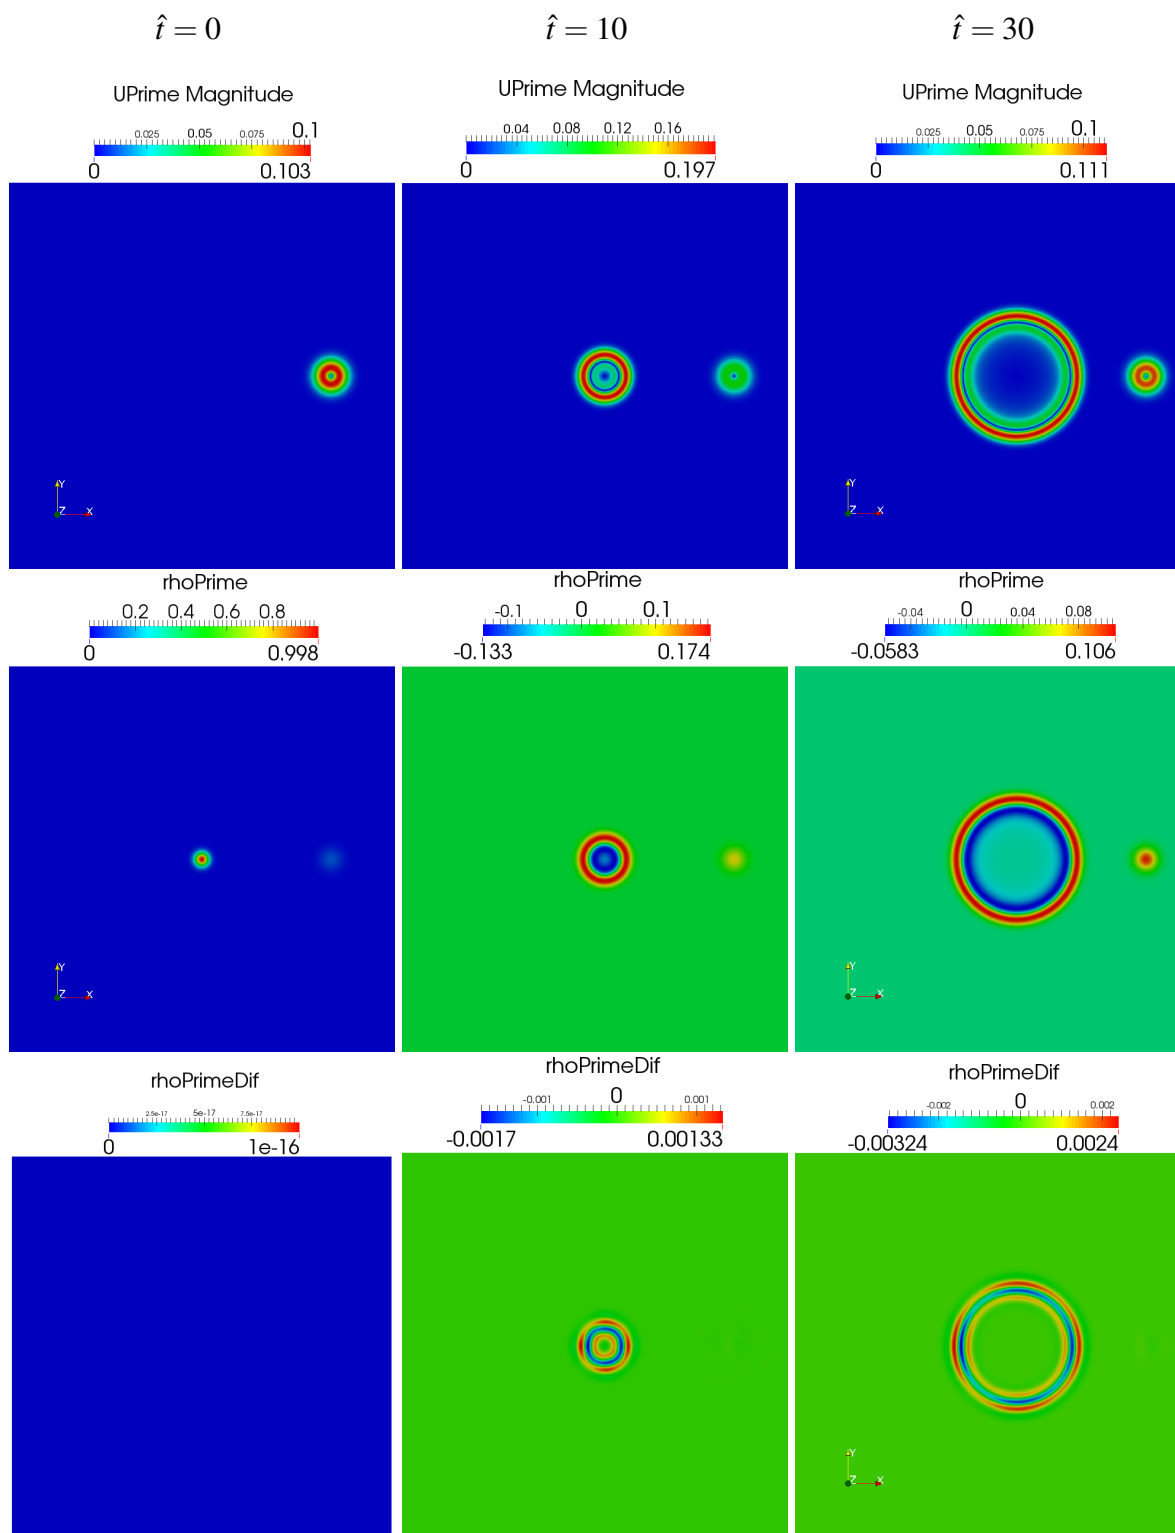 t̂ = 0 t̂ = 10 t̂ = 30
UPrime Magnitude
0.025 0.05 0.075 0.1
0 0.103
UPrime Magnitude
0.04 0.08 0.12 0.16
0 0.197
UPrime Magnitude
0.025 0.05 0.075 0.1
0 0.111
Y
Z X
Y
Z X
rhoPrime
0.2 0.4 0.6 0.8
0 0.998
rhoPrime
-0.1 0 0.1
-0.133 0.174
rhoPrime
-0.04 0 0.04 0.08
-0.0583 0.106
Y
Z X
Y
Z X
rhoPrimeDif
2.5e-17 5e-17 7.5e-17
0 1e-16
rhoPrimeDif
-0.001 0 0.001
-0.0017 0.00133
rhoPrimeDif
-0.002 0 0.002
-0.00324 0.0024
Y
Z X